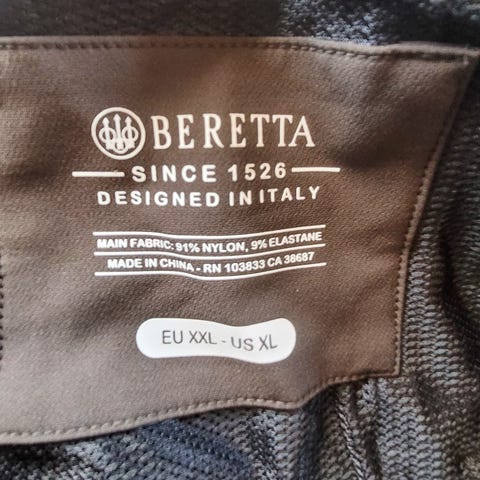 BERETTA
SINCE 1526
DESIGNED IN ITALY
MAIN FABRIC: 91% NYLON, 9% ELASTANE
MADE IN CHINA - RN 103833 CA 38687
EU XXL - US XL